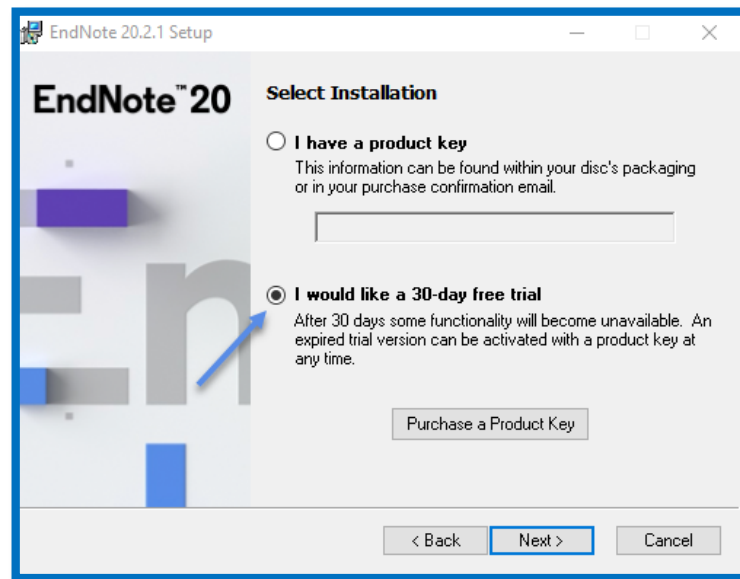 EndNote 20.2.1 Setup
EndNote™20
Select Installation
I have a product key
This information can be found within your disc's packaging
or in your purchase confirmation email.
I would like a 30-day free trial
After 30 days some functionality will become unavailable. An
expired trial version can be activated with a product key at
any time.
Purchase a Product Key
< Back
Next >
Cancel
En